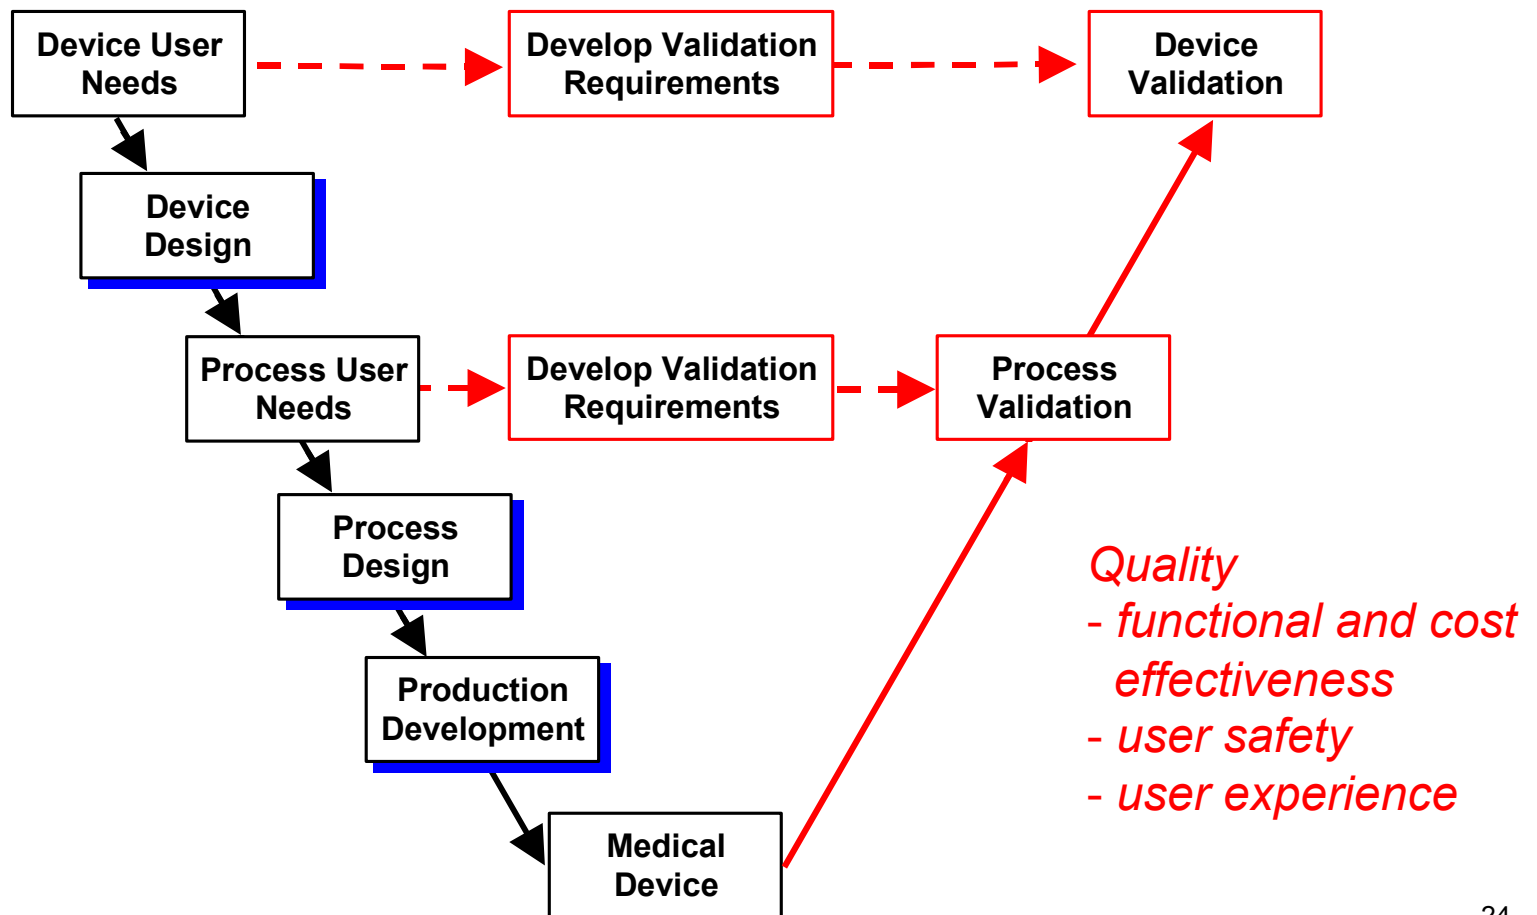 Device User
Needs
Develop Validation
Requirements
Device
Validation
Device
Design
Process User
Needs
Develop Validation
Requirements
Process
Validation
Process
Design
Quality
- functional and cost
effectiveness
- user safety
- user experience
Production
Development
Medical
Device
24